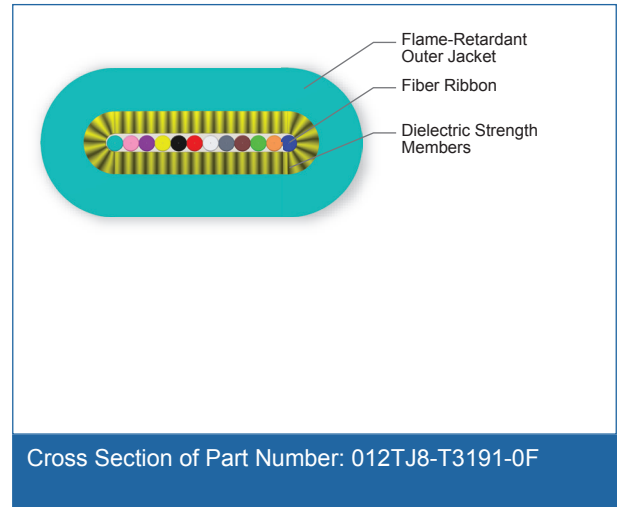 Flame-Retardant
Outer Jacket
Fiber Ribbon
Dielectric Strength
Members
Cross Section of Part Number: 012TJ8-T3191-0F